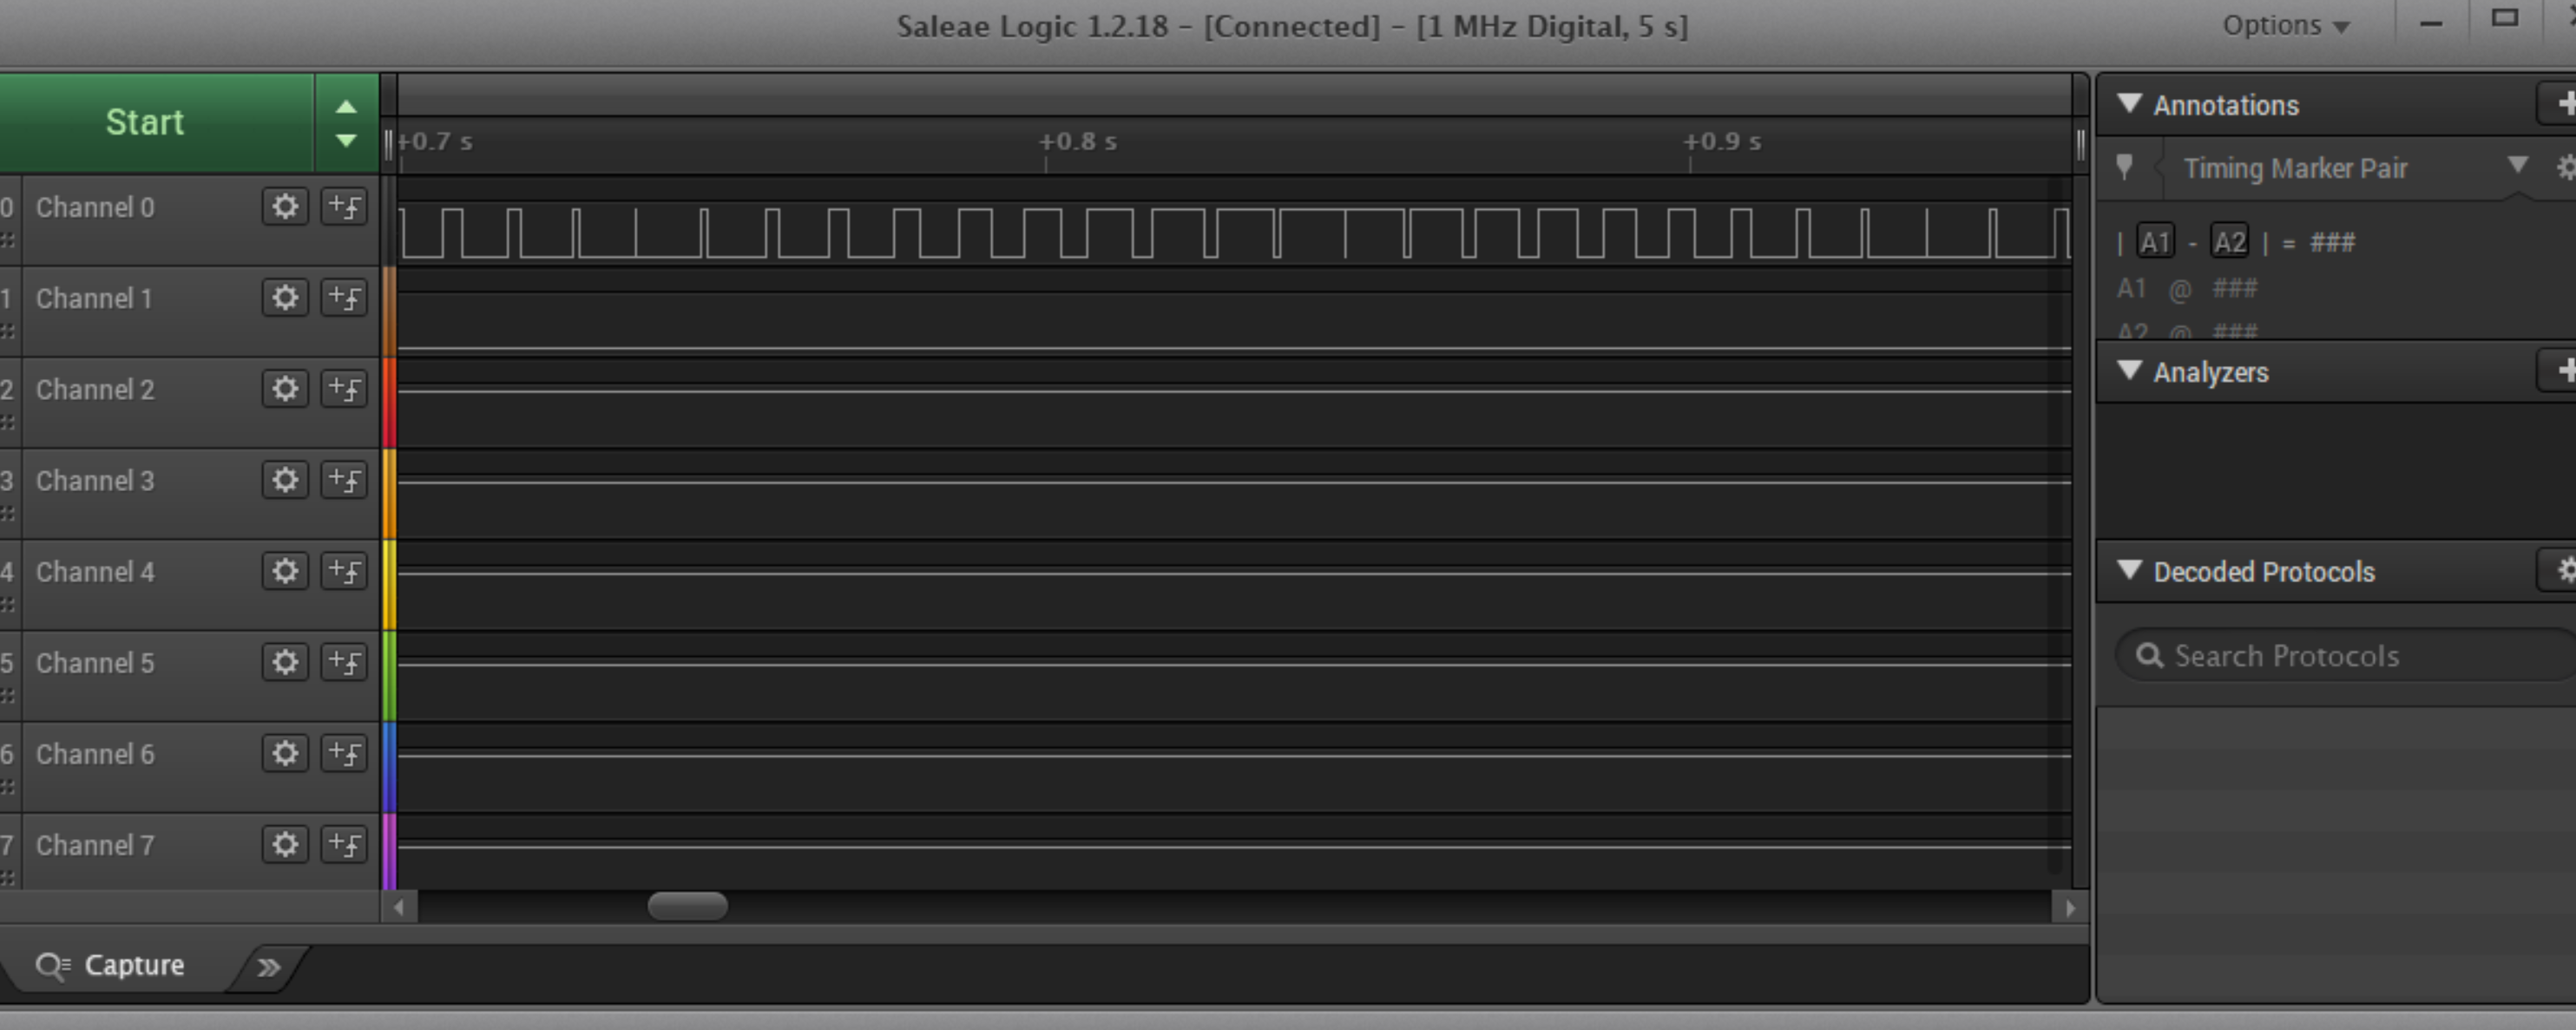 Saleae Logic 1.2.18 - [Connected] - [1 MHz Digital, 5 s]
Options
Start
+0.7 s
+0.8 s
+0.9 s
0 Channel 0
1 Channel 1
2 Channel 2
3 Channel 3
4 Channel 4
5 Channel 5
6 Channel 6
7 Channel 7
Capture
Annotations
Timing Marker Pair
| A1 - A2 | = ###
A1 @ ###
A2 @ ###
Analyzers
Decoded Protocols
Search Protocols